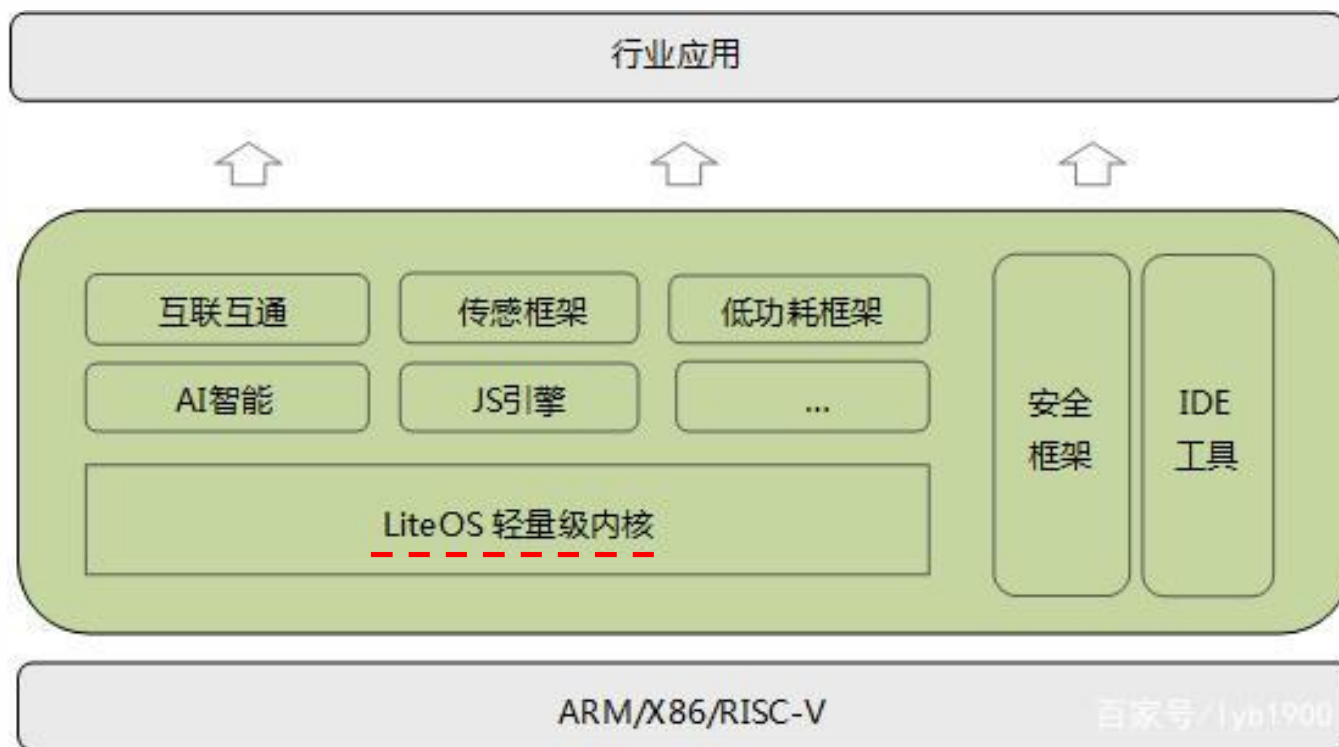 行业应用
互联互通
传感框架
低功耗框架
AI智能
JS引擎
...
安全
框架
IDE
工具
LiteOS 轻量级内核
ARM/X86/RISC-V
百家号/lyb1900